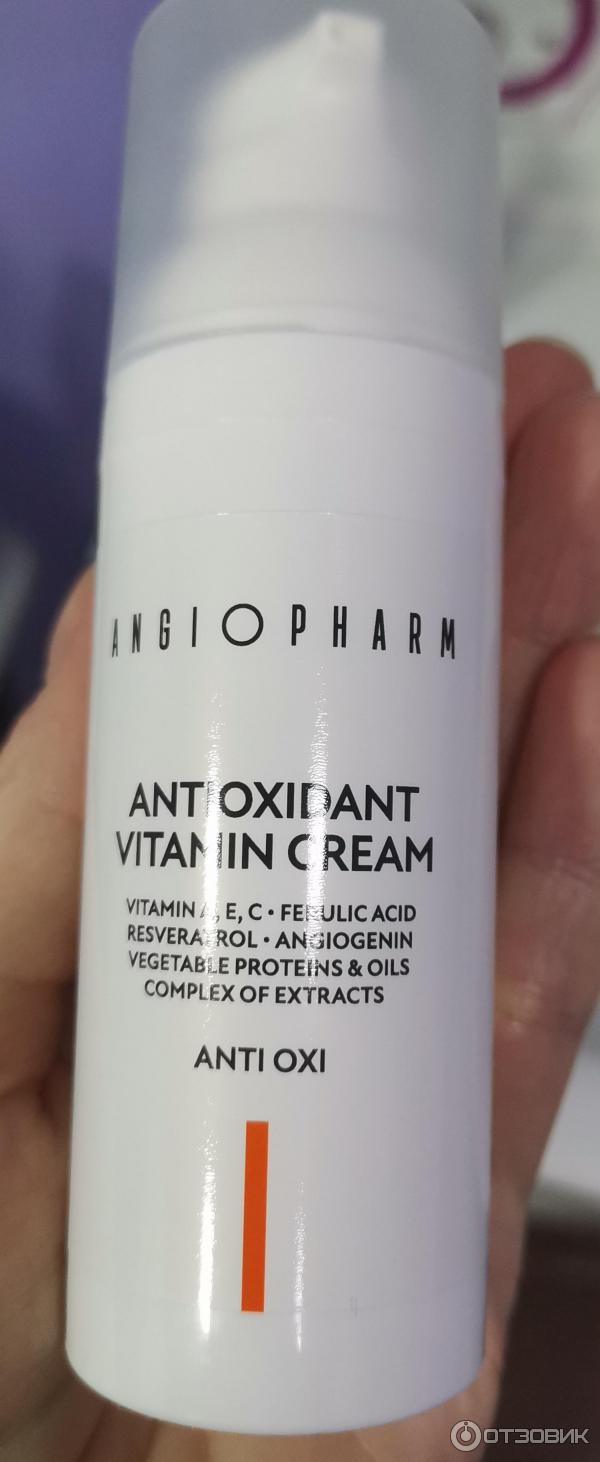 ANGIOPHARM
ANTIOXIDANT
VITAMIN CREAM
VITAMIN A, E, C • FERULIC ACID
RESVERATROL • ANGIOGENIN
VEGETABLE PROTEINS & OILS
COMPLEX OF EXTRACTS
ANTI OXI
ОТЗОВИК